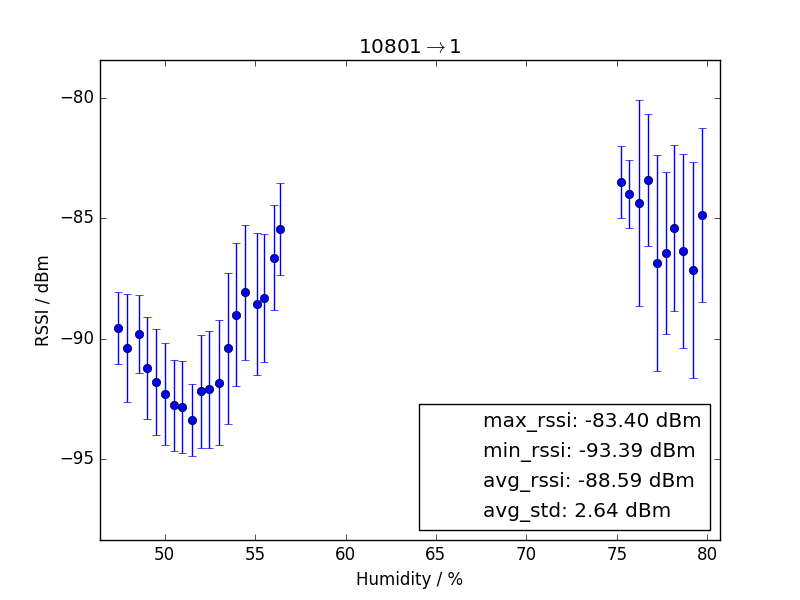 10801→1
−80
−85
−90
−95
RSSI / dBm
max_rssi: -83.40 dBm
min_rssi: -93.39 dBm
avg_rssi: -88.59 dBm
avg_std: 2.64 dBm
50 55 60 65 70 75 80
Humidity / %